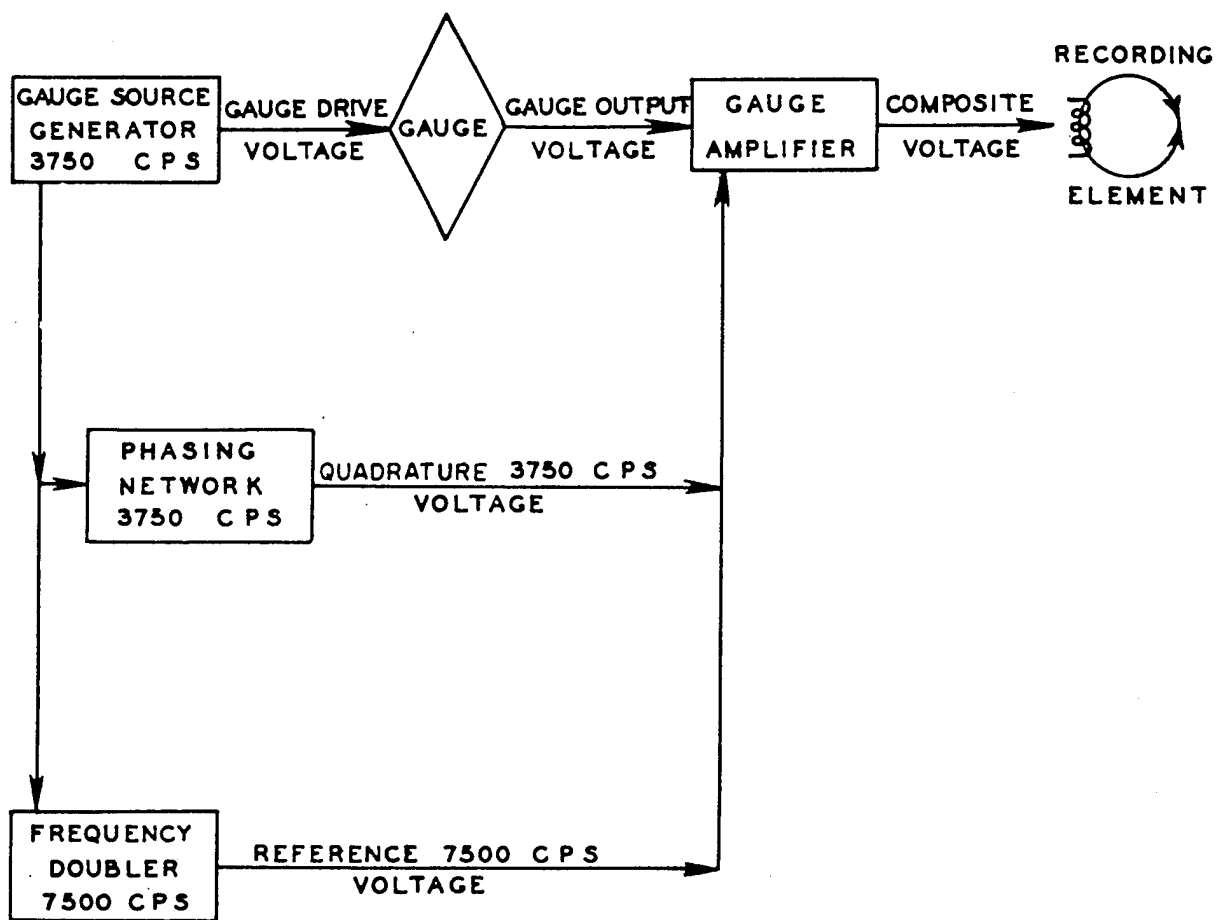 GAUGE SOURCE
GENERATOR
3750 CPS
GAUGE DRIVE
VOLTAGE
GAUGE
GAUGE OUTPUT
VOLTAGE
GAUGE
AMPLIFIER
COMPOSITE
VOLTAGE
RECORDING
ELEMENT
PHASING
NETWORK
3750 CPS
QUADRATURE 3750 CPS
VOLTAGE
FREQUENCY
DOUBLER
7500 CPS
REFERENCE 7500 CPS
VOLTAGE